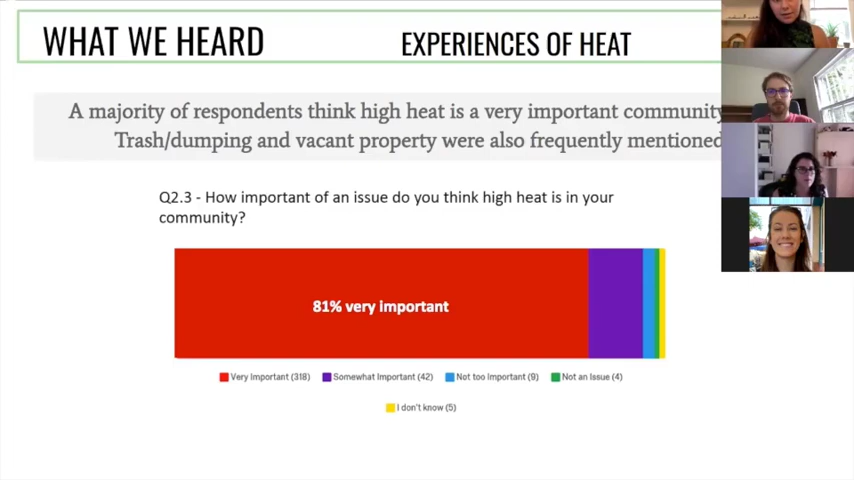 WHAT WE HEARD
EXPERIENCES OF HEAT
A majority of respondents think high heat is a very important community
Trash/dumping and vacant property were also frequently mentioned
Q2.3 - How important of an issue do you think high heat is in your
community?
81% very important
Very Important (318) Somewhat Important (42) Not too Important (9) Not an Issue (4)
I don't know (5)